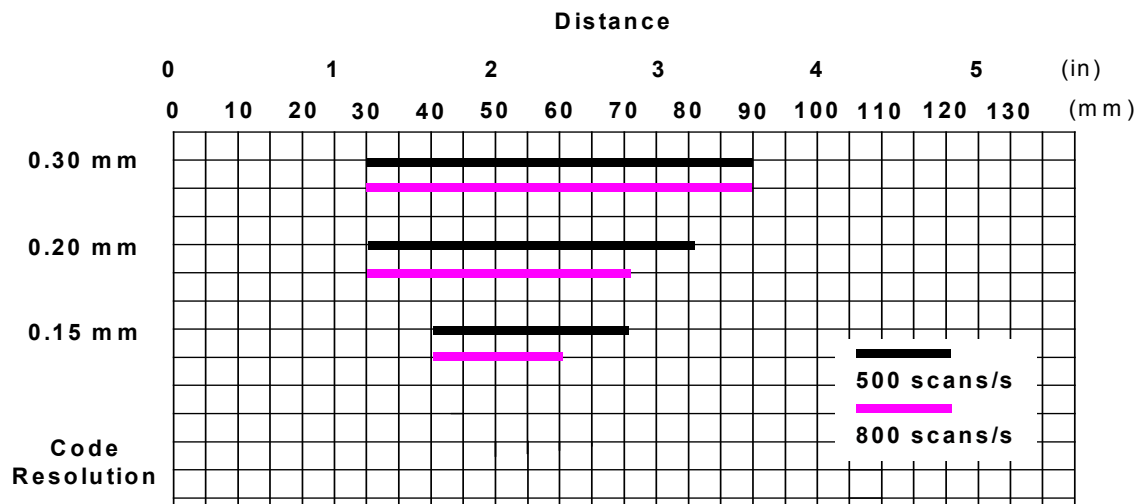 Distance
0 1 2 3 4 5 (in)
0 10 20 30 40 50 60 70 80 90 100 110 120 130 (mm)
0.30 mm
0.20 mm
0.15 mm
500 scans/s
800 scans/s
Code
Resolution